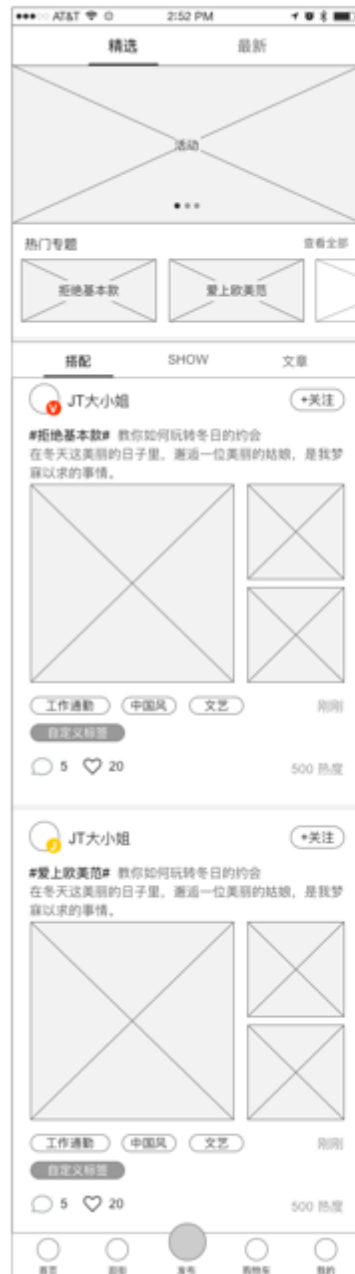 AT&T 2:52 PM
精选 最新
活动
热门专题 查看全部
拒绝基本款 爱上欧美范
搭配 SHOW 文章
V JT大小姐 +关注
#拒绝基本款# 教你如何玩转冬日的约会
在冬天这美丽的日子里，邂逅一位美丽的姑娘，是我梦
寐以求的事情。
工作通勤 中国风 文艺 刚刚
自定义标签
5 20 500 热度
J JT大小姐 +关注
#爱上欧美范# 教你如何玩转冬日的约会
在冬天这美丽的日子里，邂逅一位美丽的姑娘，是我梦
寐以求的事情。
工作通勤 中国风 文艺 刚刚
自定义标签
5 20 500 热度
首页 逛街 发布 购物车 我的